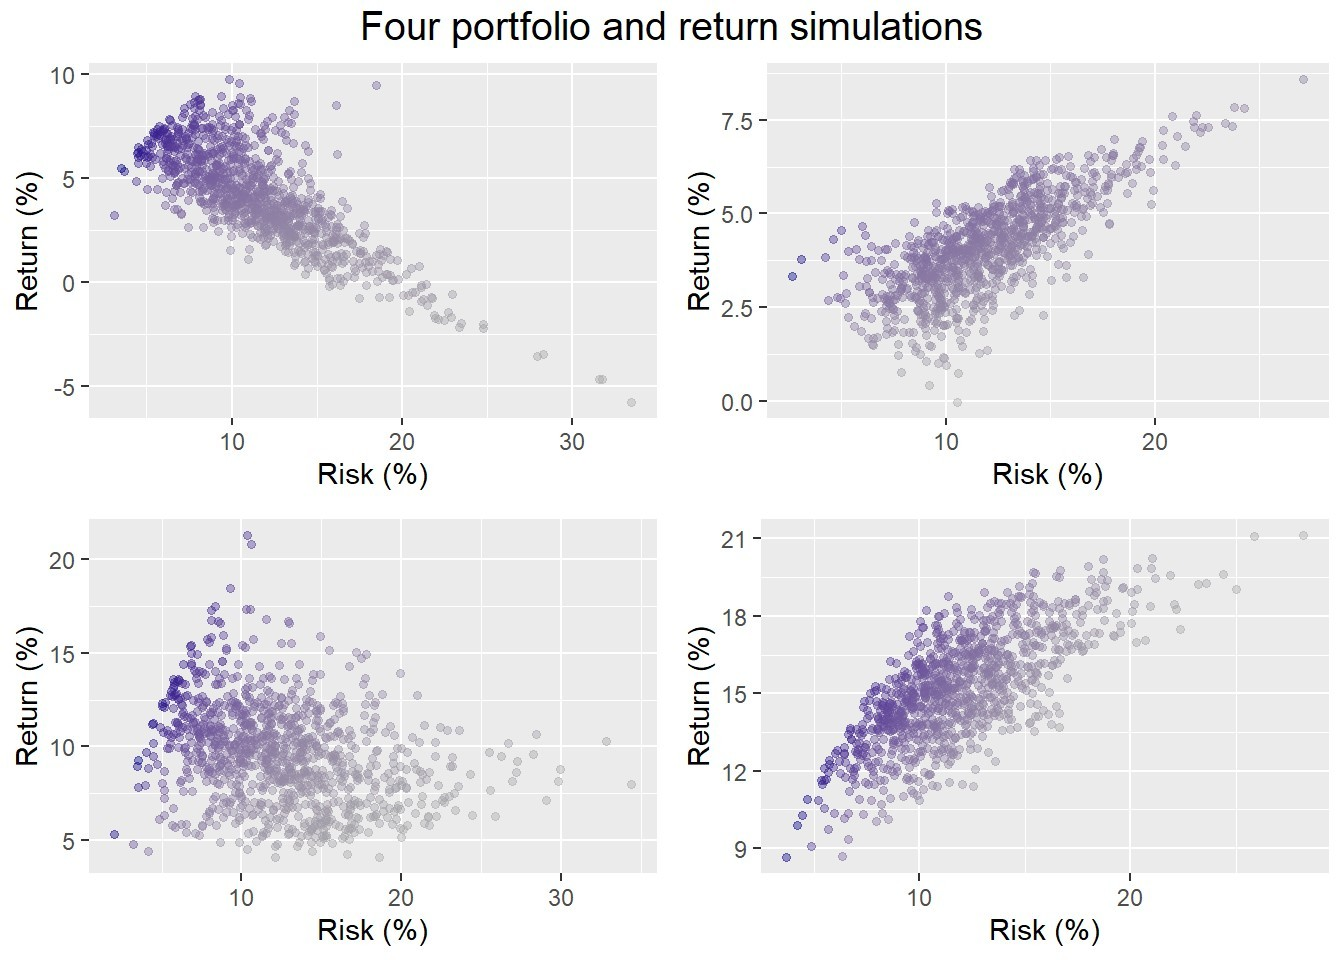 Four portfolio and return simulations
10
5
0
-5
Return (%)
10 20 30
Risk (%)
7.5
5.0
2.5
0.0
Return (%)
10 20
Risk (%)
20
15
10
5
Return (%)
10 20 30
Risk (%)
21
18
15
12
9
Return (%)
10 20
Risk (%)